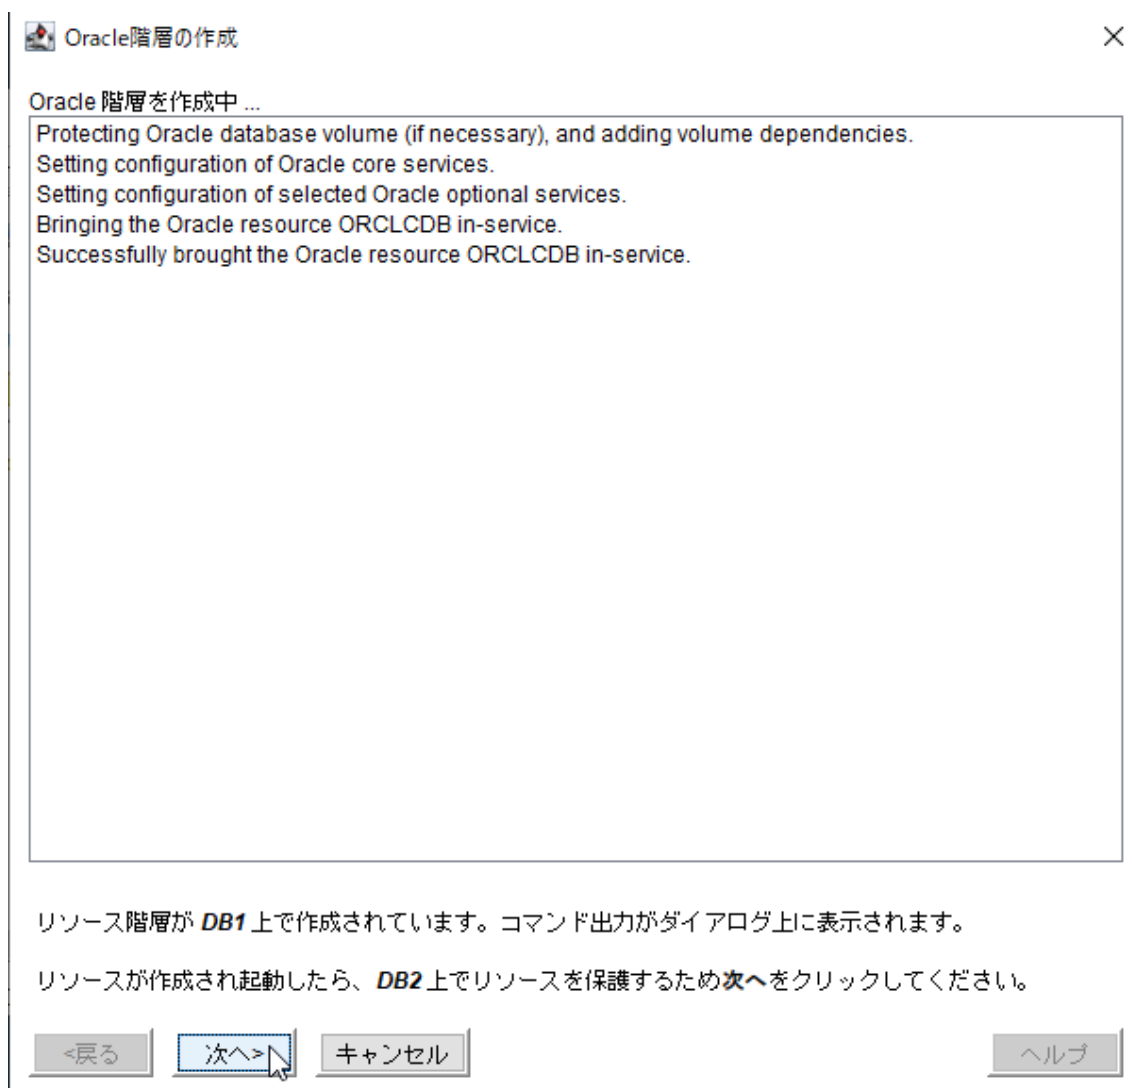 Oracle階層の作成
Oracle 階層を作成中 ...
Protecting Oracle database volume (if necessary), and adding volume dependencies.
Setting configuration of Oracle core services.
Setting configuration of selected Oracle optional services.
Bringing the Oracle resource ORCLCDB in-service.
Successfully brought the Oracle resource ORCLCDB in-service.
リソース階層が DB1 上で作成されています。コマンド出力がダイアログ上に表示されます。
リソースが作成され起動したら、DB2 上でリソースを保護するため次へをクリックしてください。
<戻る 次へ> キャンセル ヘルプ